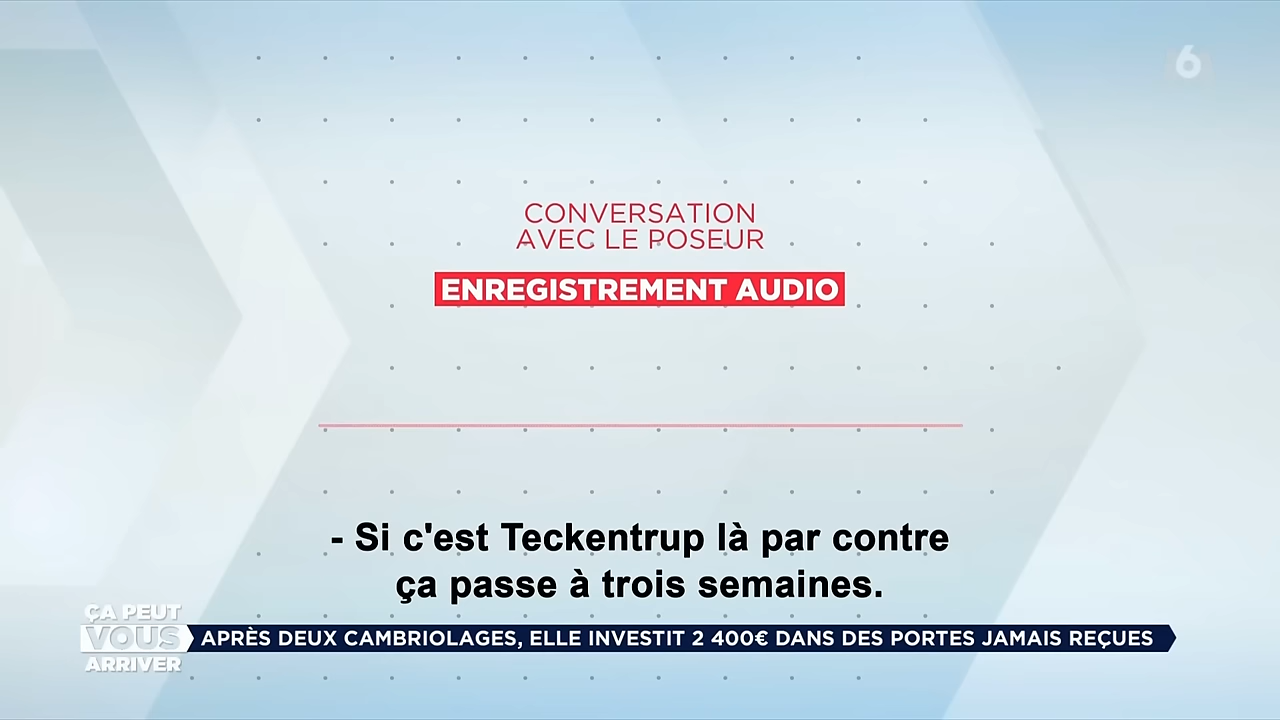 6
CONVERSATION
AVEC LE POSEUR
ENREGISTREMENT AUDIO
- Si c'est Teckentrup là par contre
ça passe à trois semaines.
ÇA PEUT
VOUS
ARRIVER
APRÈS DEUX CAMBRIOLAGES, ELLE INVESTIT 2 400€ DANS DES PORTES JAMAIS REÇUES